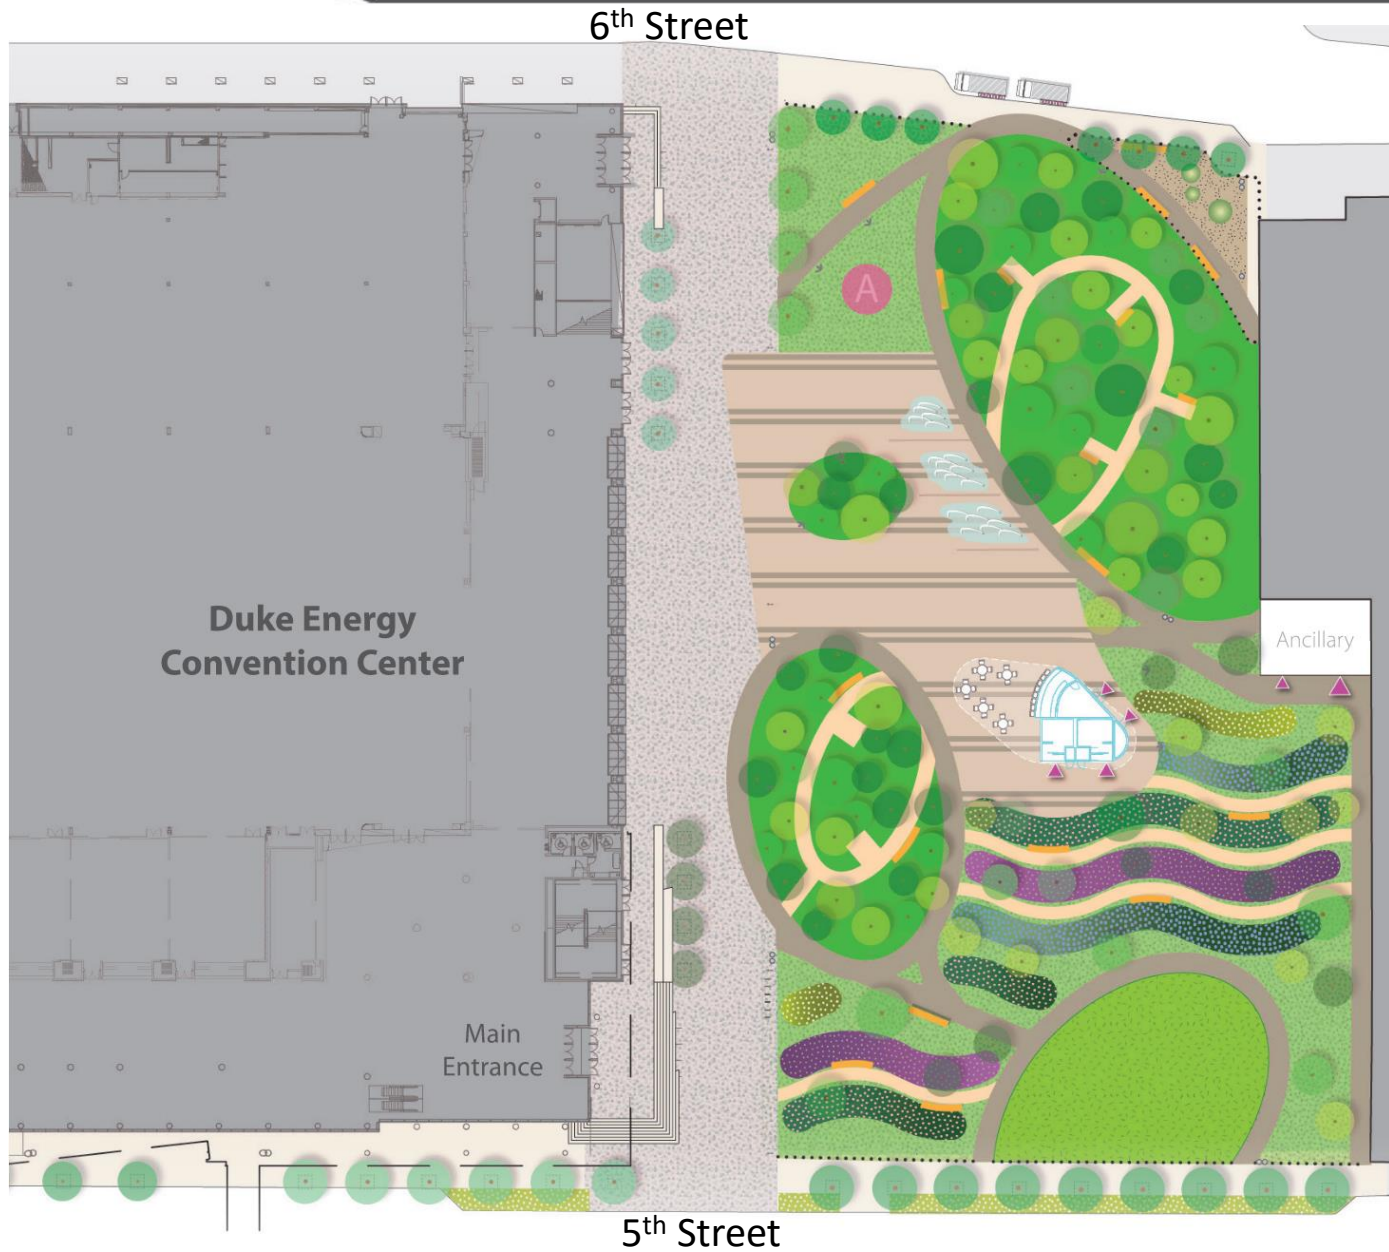 6th Street
A
Duke Energy
Convention Center
Ancillary
Main
Entrance
5th Street